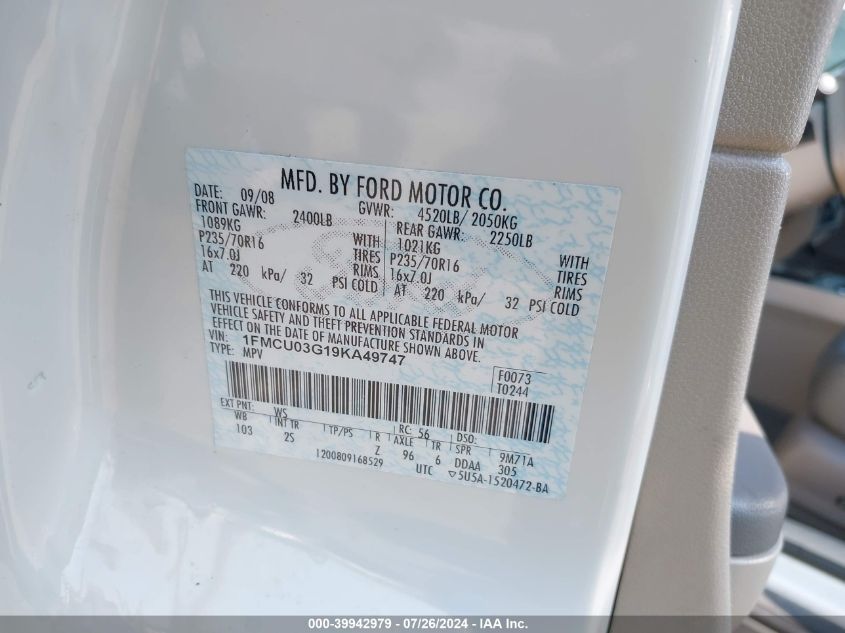 MFD. BY FORD MOTOR CO.
DATE: 09/08 GVWR: 4520LB/ 2050KG
FRONT GAWR: 2400LB REAR GAWR: 2250LB
1089KG WITH 1021KG WITH
P235/70R16 TIRES P235/70R16 TIRES
16x7.0J RIMS 16x7.0J RIMS
AT 220 kPa/ 32 PSI COLD AT 220 kPa/ 32 PSI COLD
THIS VEHICLE CONFORMS TO ALL APPLICABLE FEDERAL MOTOR
VEHICLE SAFETY AND THEFT PREVENTION STANDARDS IN
EFFECT ON THE DATE OF MANUFACTURE SHOWN ABOVE.
VIN: 1FMCU03G19KA49747
TYPE: MPV
F0073
T0244
EXT PNT: WS RC: 56 DSO:
WB INT TR TP/PS R AXLE TR SPR 9M71A
103 2S Z 96 6 DDAA 305
1200809168529 UTC ▽5U5A-1520472-BA
000-39942979 / 07/26/2024 / IAAI.com